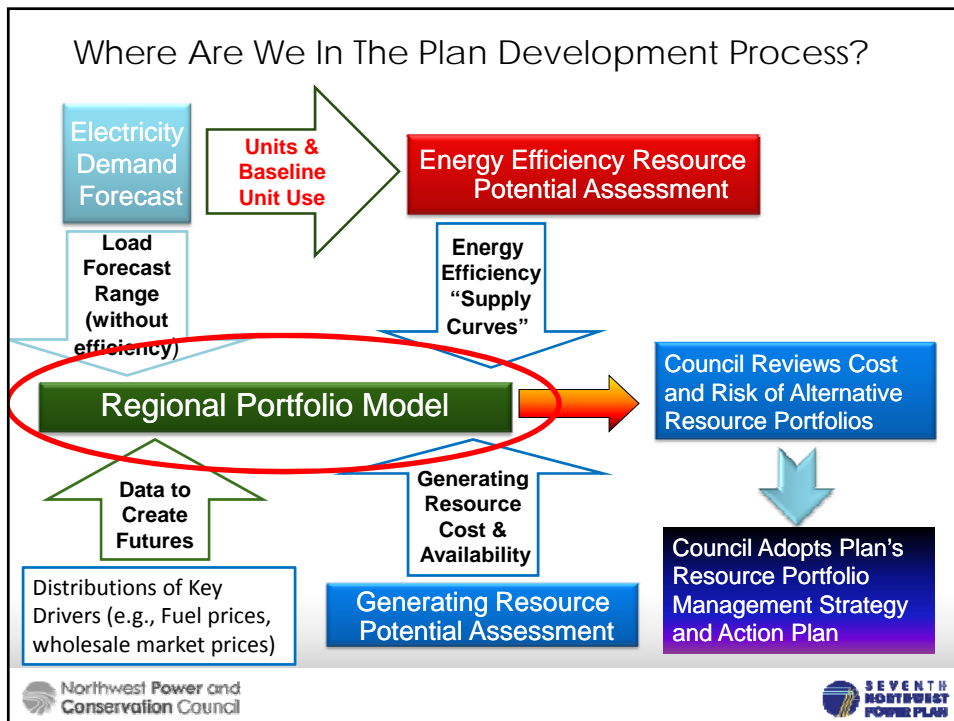 Where Are We In The Plan Development Process?
Electricity
Demand
Forecast
Units &
Baseline
Unit Use
Energy Efficiency Resource
Potential Assessment
Load
Forecast
Range
(without
efficiency)
Energy
Efficiency
“Supply
Curves”
Regional Portfolio Model
Council Reviews Cost
and Risk of Alternative
Resource Portfolios
Data to
Create
Futures
Generating
Resource
Cost &
Availability
Distributions of Key
Drivers (e.g., Fuel prices,
wholesale market prices)
Generating Resource
Potential Assessment
Council Adopts Plan’s
Resource Portfolio
Management Strategy
and Action Plan
Northwest Power and
Conservation Council
SEVENTH
NORTHWEST
POWER PLAN